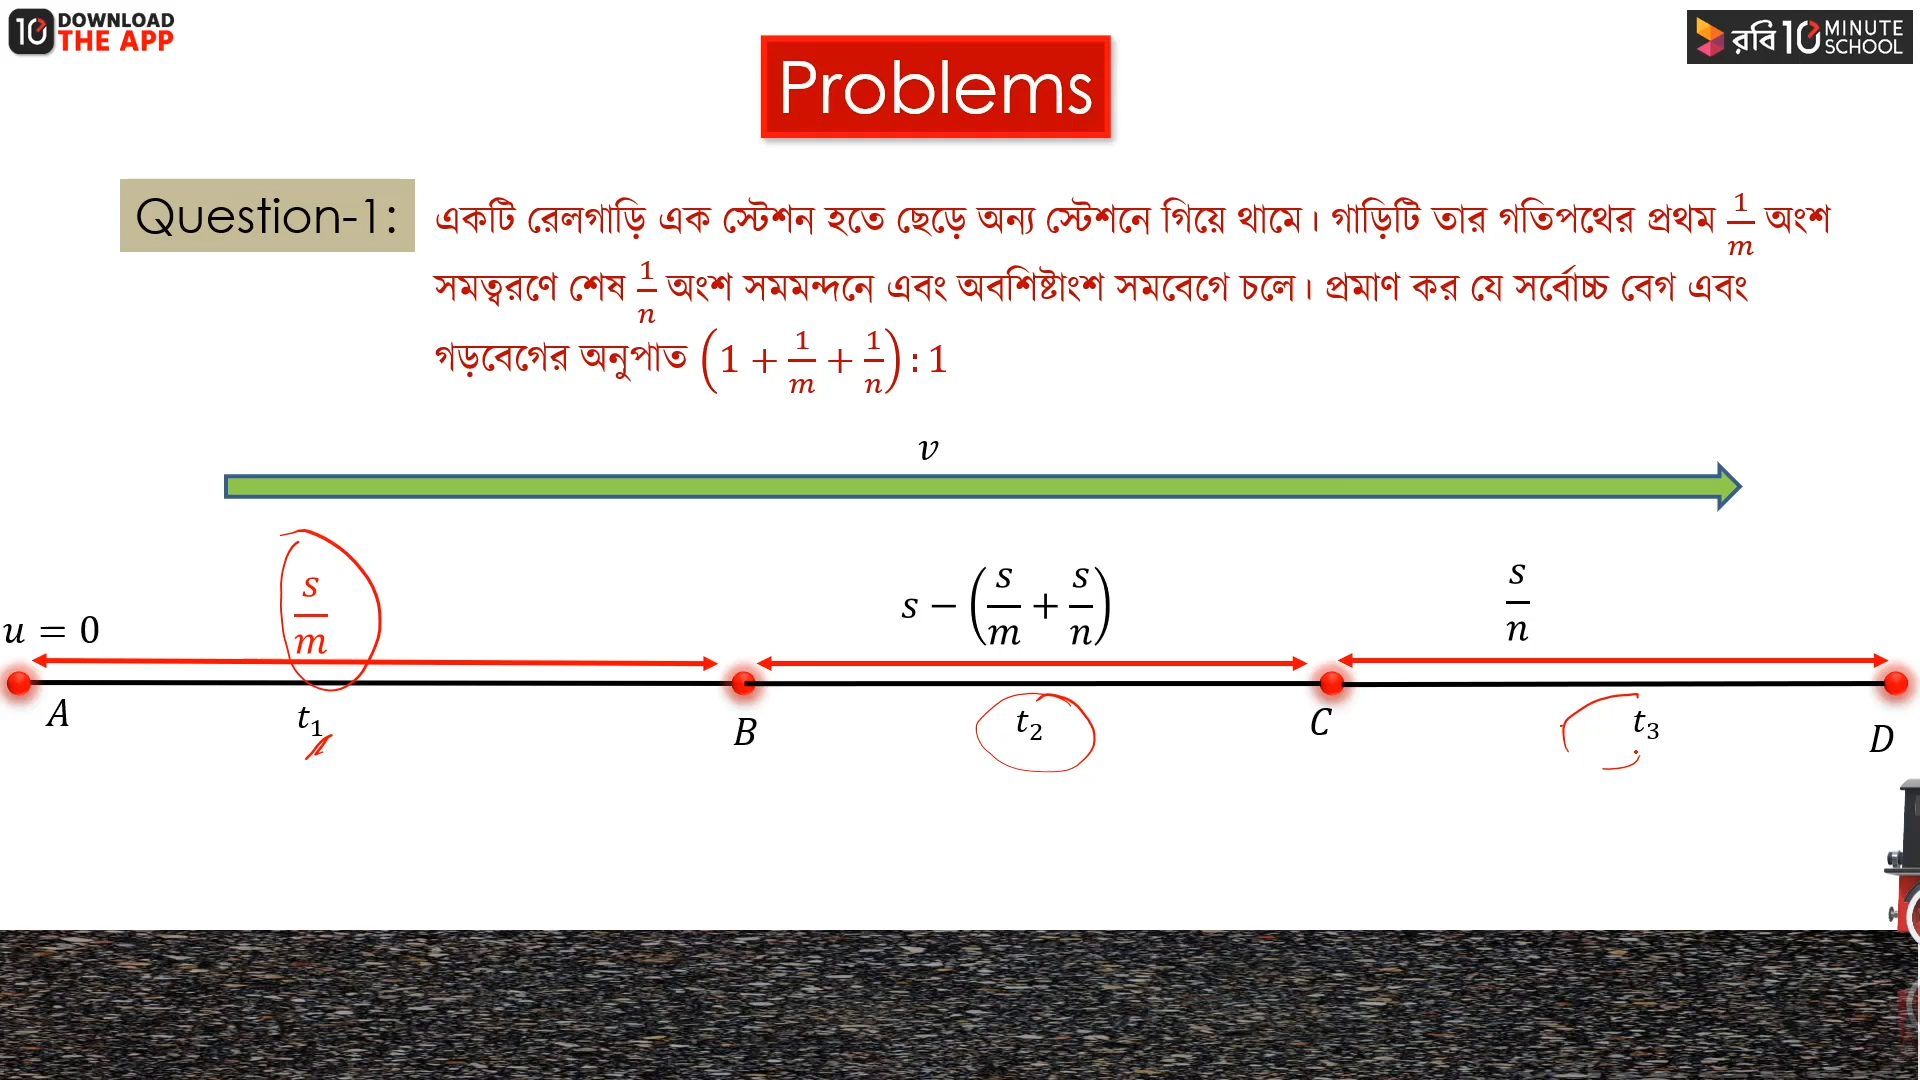 10 DOWNLOAD THE APP
রবি 10 MINUTE SCHOOL
Problems
Question-1: একটি রেলগাড়ি এক স্টেশন হতে ছেড়ে অন্য স্টেশনে গিয়ে থামে। গাড়িটি তার গতিপথের প্রথম 1/m অংশ
সমত্বরণে শেষ 1/n অংশ সমমন্দনে এবং অবশিষ্টাংশ সমবেগে চলে। প্রমাণ কর যে সর্বোচ্চ বেগ এবং
গড়বেগের অনুপাত (1 + 1/m + 1/n) : 1
v
u = 0
s/m
s − (s/m + s/n)
s/n
A
t₁
B
t₂
C
t₃
D